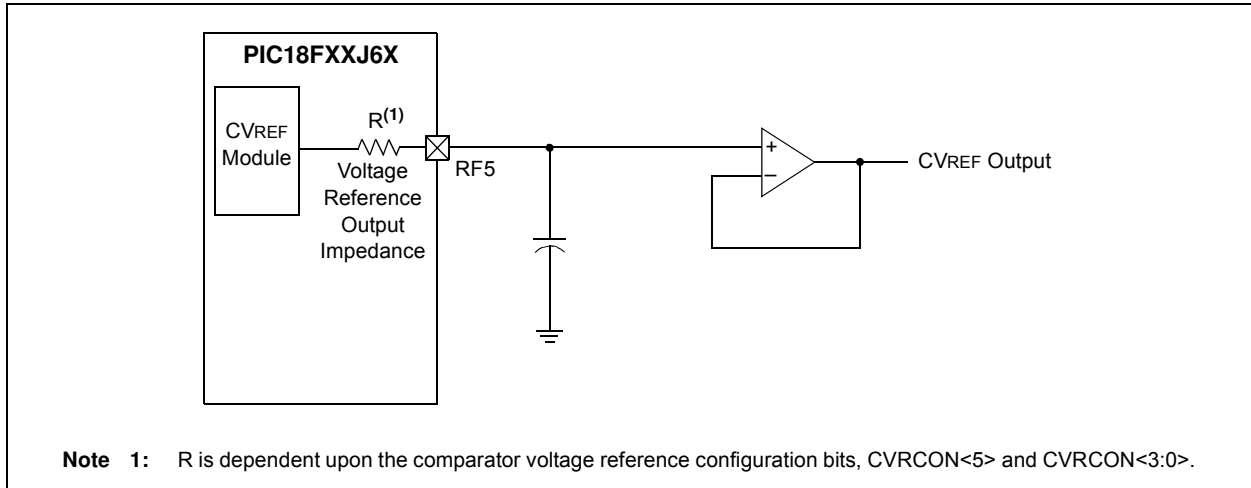 PIC18FXXJ6X
CVREF
Module
R(1)
Voltage
Reference
Output
Impedance
RF5
+
–
CVREF Output
Note 1: R is dependent upon the comparator voltage reference configuration bits, CVRCON<5> and CVRCON<3:0>.